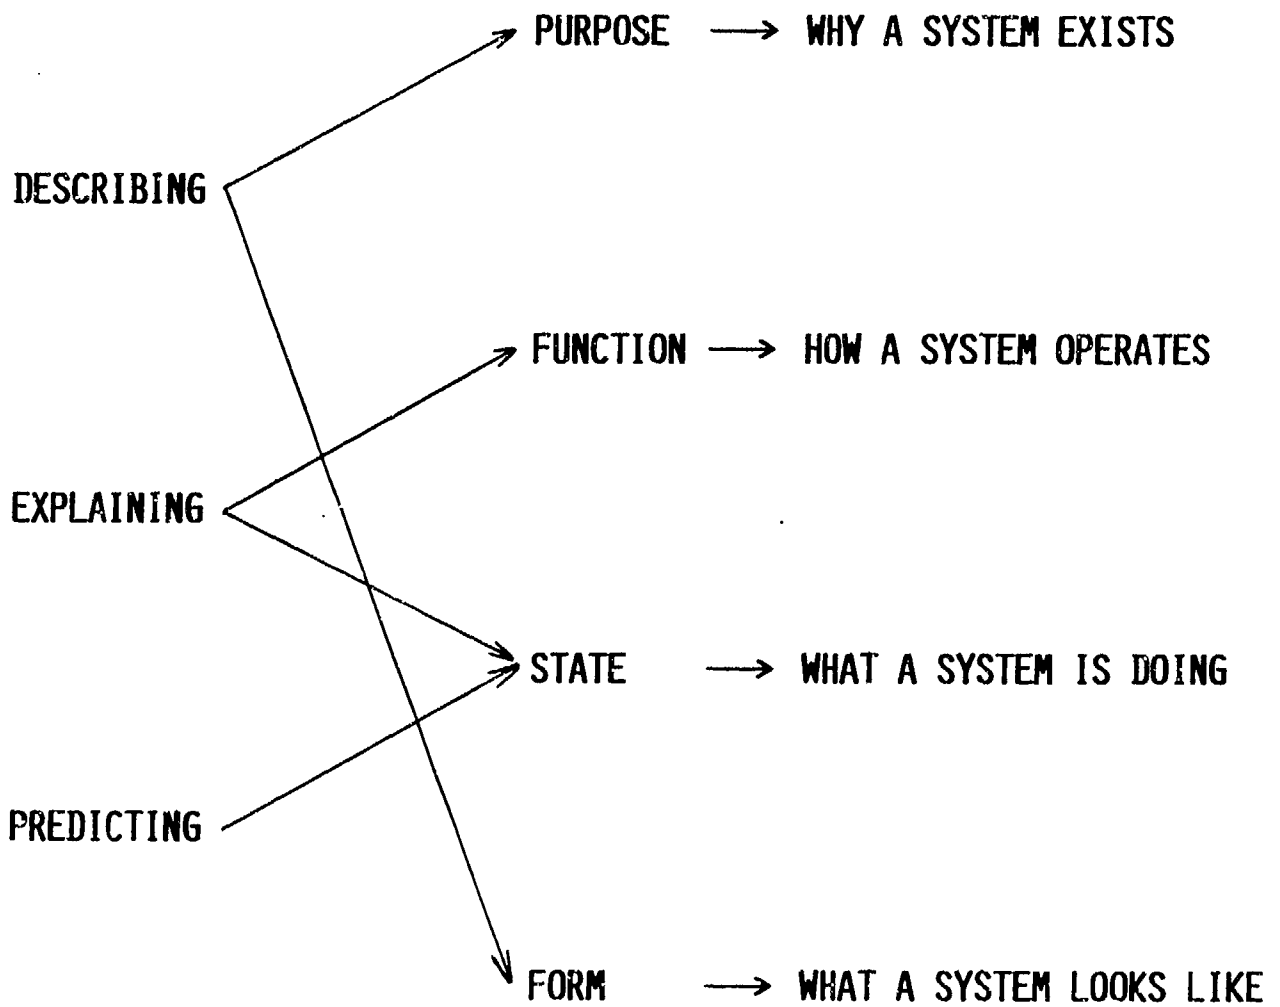 PURPOSE → WHY A SYSTEM EXISTS
DESCRIBING
FUNCTION → HOW A SYSTEM OPERATES
EXPLAINING
STATE → WHAT A SYSTEM IS DOING
PREDICTING
FORM → WHAT A SYSTEM LOOKS LIKE